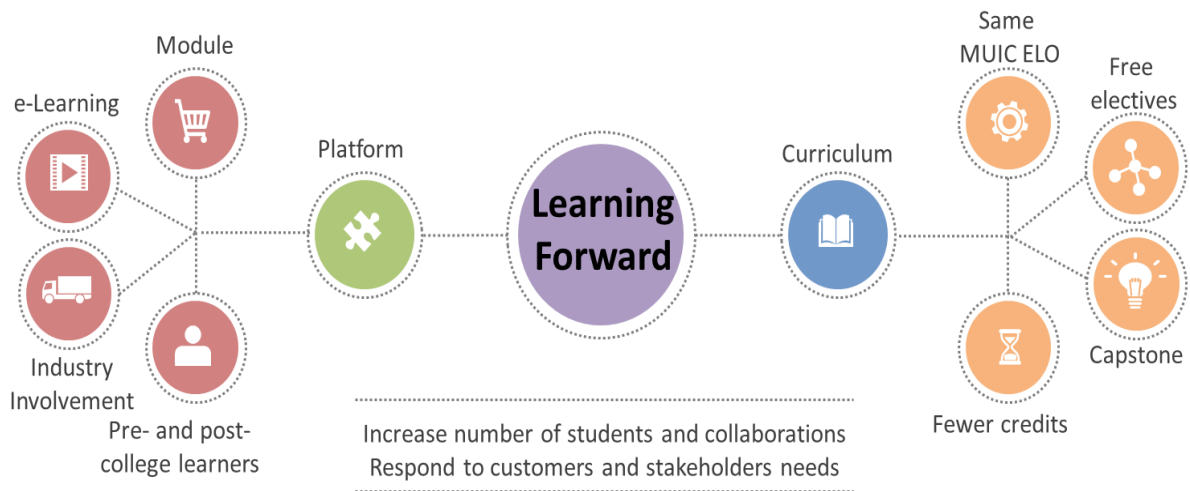 Module
e-Learning
Industry
Involvement
Pre- and post-
college learners
Platform
Learning
Forward
Curriculum
Same
MUIC ELO
Free
electives
Capstone
Fewer credits
Increase number of students and collaborations
Respond to customers and stakeholders needs